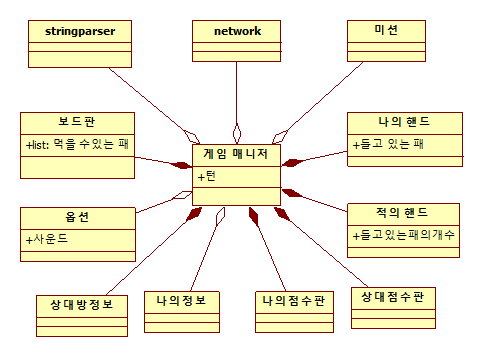 stringparser
network
미션
보드판
+list: 먹을 수있는 패
나의 핸드
+들고 있는 패
게임 매니저
+턴
옵션
+사운드
적의 핸드
+들고있는패의개수
상대방정보
나의정보
나의점수판
상대점수판